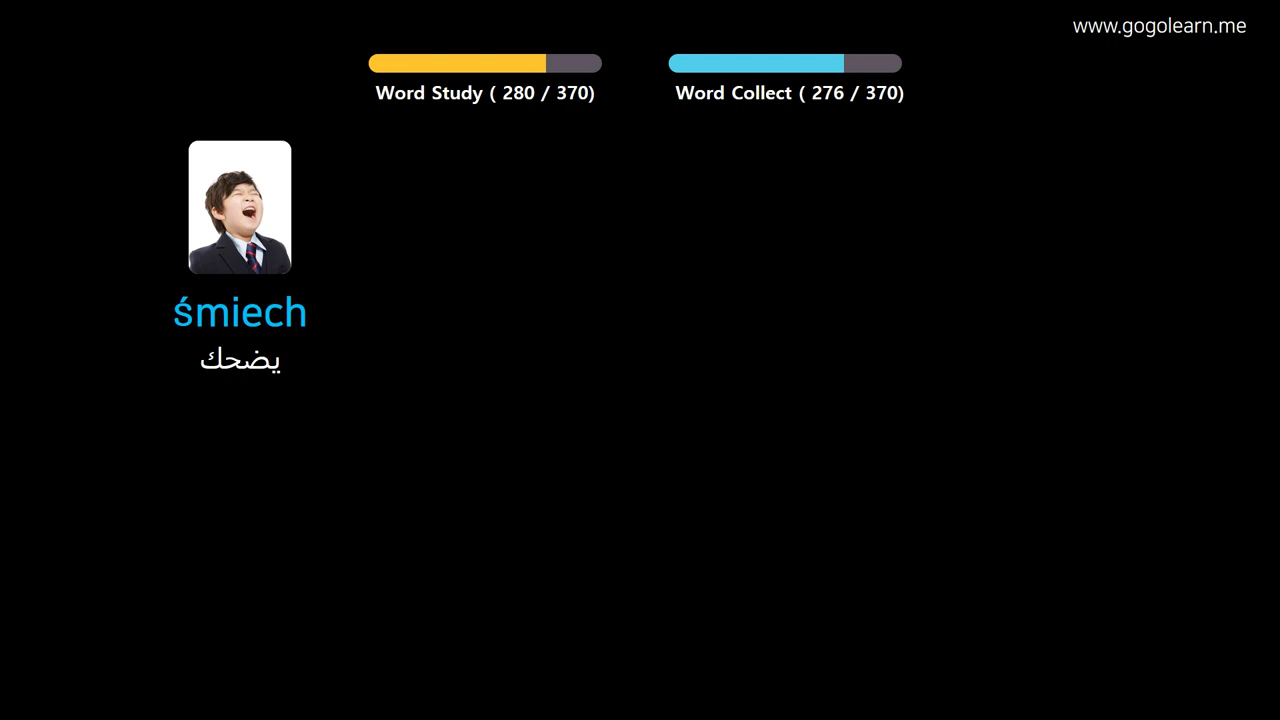 www.gogolearn.me
Word Study ( 280 / 370)
Word Collect ( 276 / 370)
śmiech
يضحك